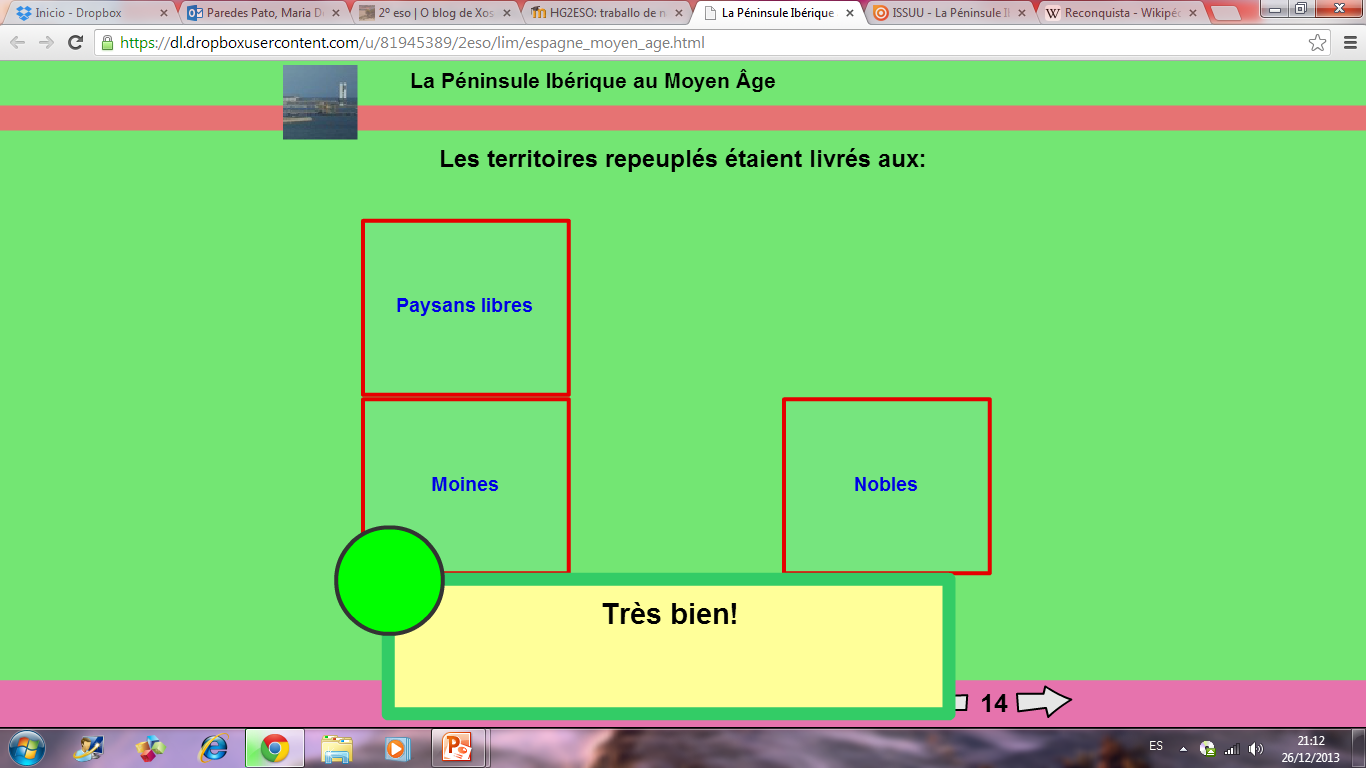 Inicio - Dropbox
Paredes Pato, Maria D
2º eso | O blog de Xos
HG2ESO: traballo de n
La Péninsule Ibérique
ISSUU - La Péninsule I
Reconquista - Wikipéd
https://dl.dropboxusercontent.com/u/81945389/2eso/lim/espagne_moyen_age.html
La Péninsule Ibérique au Moyen Âge
Les territoires repeuplés étaient livrés aux:
Paysans libres
Moines
Nobles
Très bien!
14
ES
21:12
26/12/2013